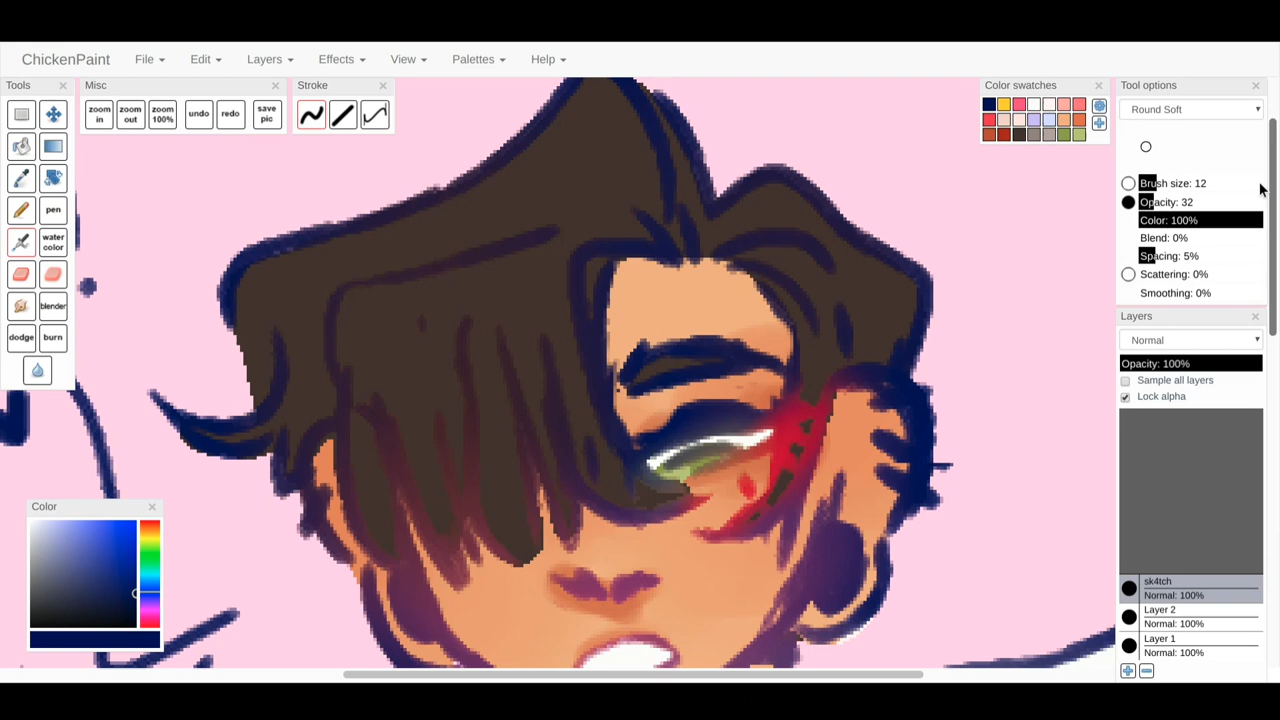 ChickenPaint File Edit Layers Effects View Palettes Help
Tools
Misc
Stroke
Color swatches
Tool options
zoom in
zoom out
zoom 100%
undo
redo
save pic
Round Soft
Brush size: 12
Opacity: 32
Color: 100%
Blend: 0%
Spacing: 5%
Scattering: 0%
Smoothing: 0%
pen
water color
blender
dodge
burn
Layers
Normal
Opacity: 100%
Sample all layers
Lock alpha
Color
sk4tch
Normal: 100%
Layer 2
Normal: 100%
Layer 1
Normal: 100%